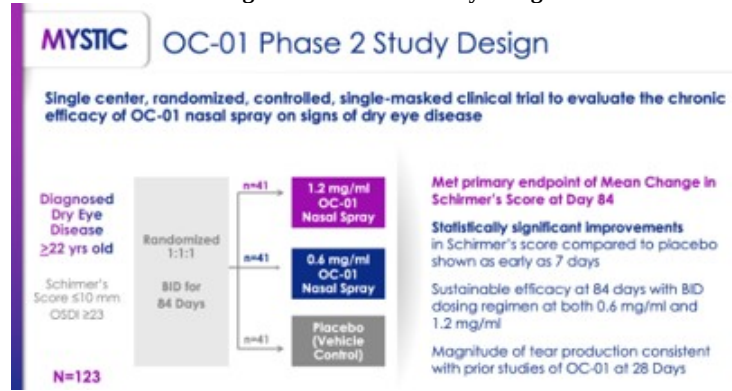 MYSTIC
OC-01 Phase 2 Study Design
Single center, randomized, controlled, single-masked clinical trial to evaluate the chronic
efficacy of OC-01 nasal spray on signs of dry eye disease
Diagnosed
Dry Eye
Disease
≥22 yrs old
Schirmer's
Score ≤10 mm
OSDI ≥23
N=123
Randomized
1:1:1
BID for
84 Days
n=41
1.2 mg/ml
OC-01
Nasal Spray
n=41
0.6 mg/ml
OC-01
Nasal Spray
n=41
Placebo
(Vehicle
Control)
Met primary endpoint of Mean Change in
Schirmer's Score at Day 84
Statistically significant improvements
in Schirmer's score compared to placebo
shown as early as 7 days
Sustainable efficacy at 84 days with BID
dosing regimen at both 0.6 mg/ml and
1.2 mg/ml
Magnitude of tear production consistent
with prior studies of OC-01 at 28 Days